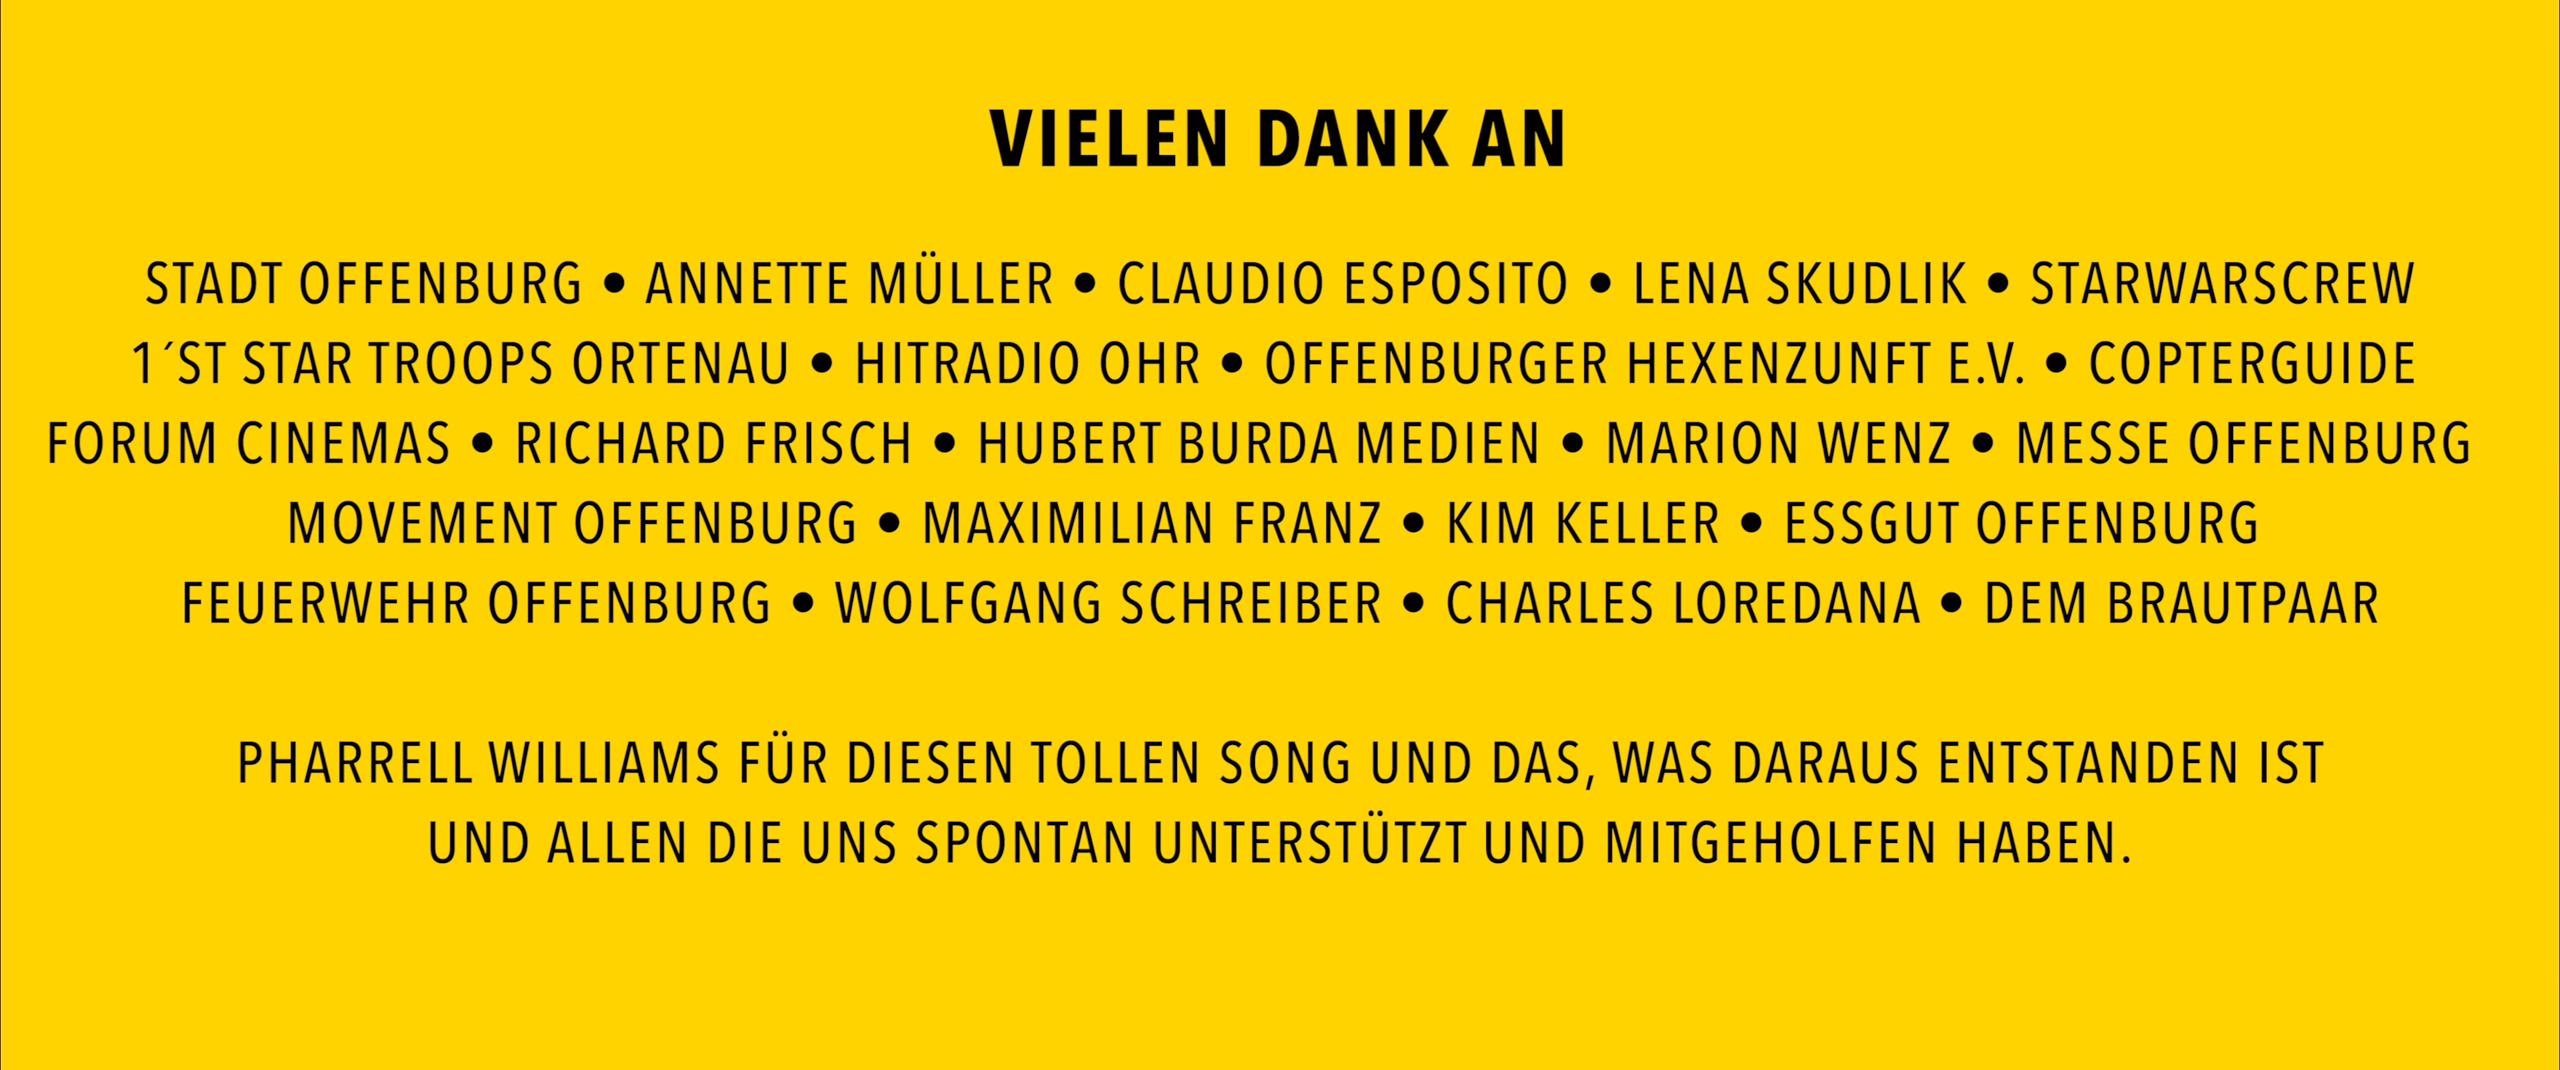 VIELEN DANK AN
STADT OFFENBURG • ANNETTE MÜLLER • CLAUDIO ESPOSITO • LENA SKUDLIK • STARWARSCREW
1´ST STAR TROOPS ORTENAU • HITRADIO OHR • OFFENBURGER HEXENZUNFT E.V. • COPTERGUIDE
FORUM CINEMAS • RICHARD FRISCH • HUBERT BURDA MEDIEN • MARION WENZ • MESSE OFFENBURG
MOVEMENT OFFENBURG • MAXIMILIAN FRANZ • KIM KELLER • ESSGUT OFFENBURG
FEUERWEHR OFFENBURG • WOLFGANG SCHREIBER • CHARLES LOREDANA • DEM BRAUTPAAR
PHARRELL WILLIAMS FÜR DIESEN TOLLEN SONG UND DAS, WAS DARAUS ENTSTANDEN IST
UND ALLEN DIE UNS SPONTAN UNTERSTÜTZT UND MITGEHOLFEN HABEN.